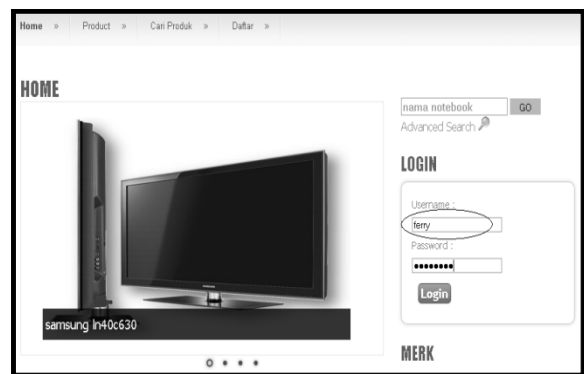 Home » Product » Cari Produk » Daftar »
HOME
samsung ln40c630
nama notebook GO
Advanced Search
LOGIN
Username :
ferry
Password :
••••••••
Login
MERK